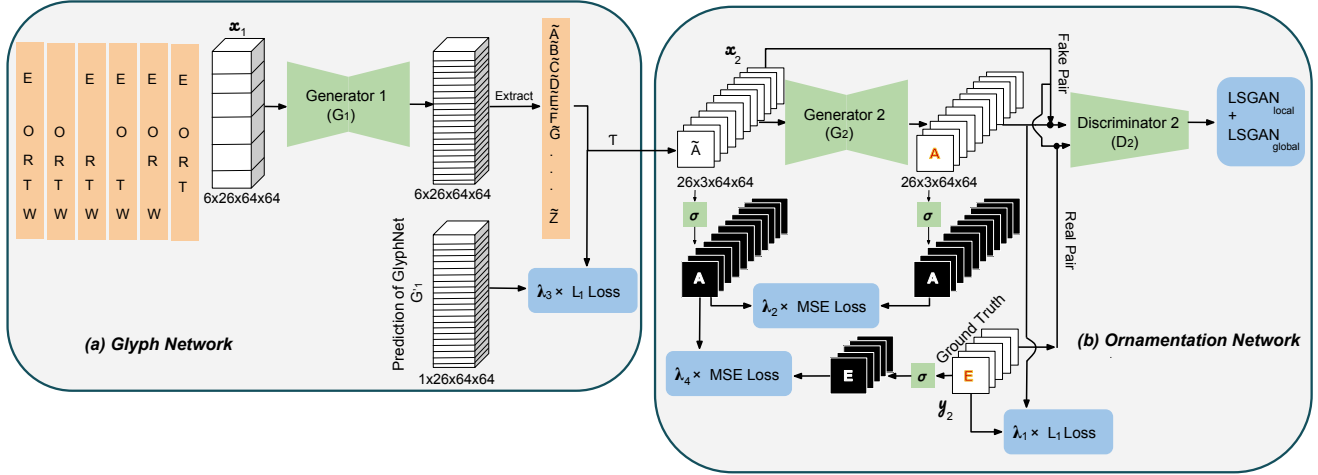 E E E E E
O O O O O
R R R R R
T T T T T
W W W W W
𝒙₁
6x26x64x64
Generator 1
(G₁)
6x26x64x64
Extract
Ã
B̃
C̃
D̃
Ẽ
F̃
G̃
.
.
.
.
Z̃
Prediction of GlyphNet
G'₁
1x26x64x64
λ₃ × L₁ Loss
(a) Glyph Network
T
𝒙₂
Ã
26x3x64x64
Generator 2
(G₂)
A
26x3x64x64
Fake Pair
Discriminator 2
(D₂)
LSGAN local
+
LSGAN global
σ
σ
A
A
λ₂ × MSE Loss
Real Pair
λ₄ × MSE Loss
E
σ
Ground Truth
E
𝒚₂
λ₁ × L₁ Loss
(b) Ornamentation Network